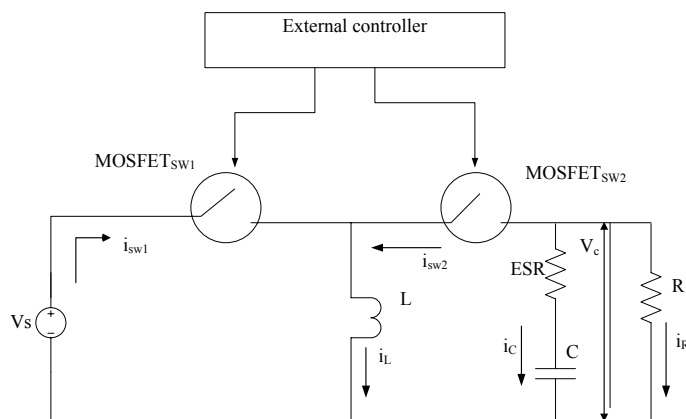 External controller
MOSFETSW1
MOSFETSW2
isw1
isw2
Vs
+
−
L
iL
ESR
iC
C
Vc
R
iR